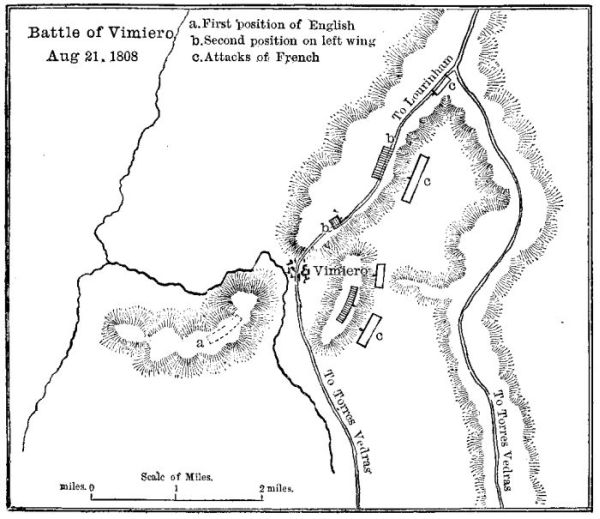 Battle of Vimiero,
Aug 21. 1808
a. First position of English
b. Second position on left wing
c. Attacks of French
To Lourinham
c
b
c
b
Vimiero
a
c
To Torres Vedras
To Torres Vedras
Scale of Miles.
miles. 0 1 2 miles.